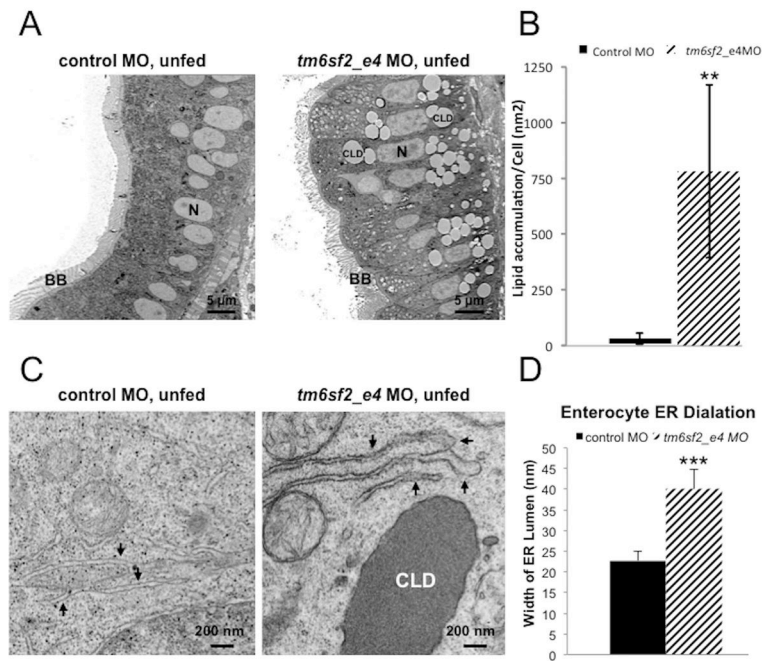 A
control MO, unfed
tm6sf2_e4 MO, unfed
BB
N
5 µm
CLD
CLD
N
BB
5 µm
B
Control MO
tm6sf2_e4MO
**
Lipid accumulation/Cell (nm2)
1250
1000
750
500
250
0
C
control MO, unfed
tm6sf2_e4 MO, unfed
200 nm
CLD
200 nm
D
Enterocyte ER Dialation
control MO
tm6sf2_e4 MO
***
Width of ER Lumen (nm)
50
45
40
35
30
25
20
15
10
5
0